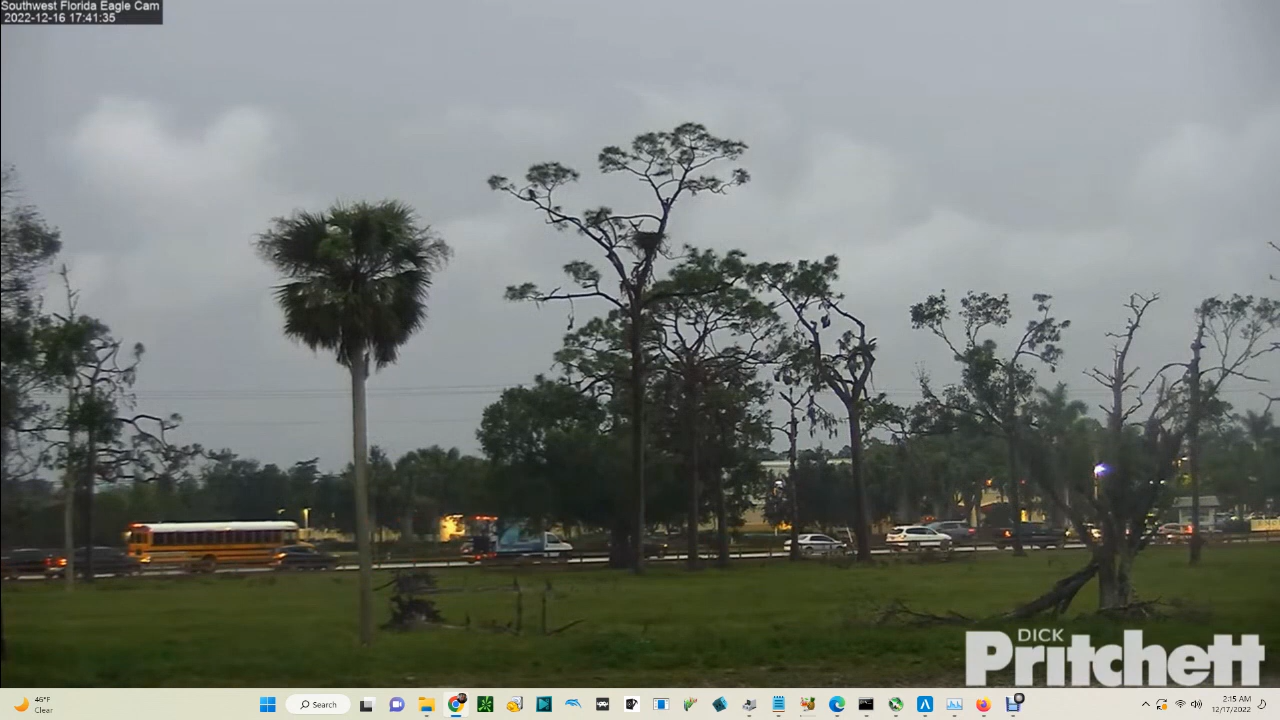 Southwest Florida Eagle Cam
2022-12-16 17:41:35
DICK
Pritchett
46°F
Clear
Search
2:15 AM
12/17/2022